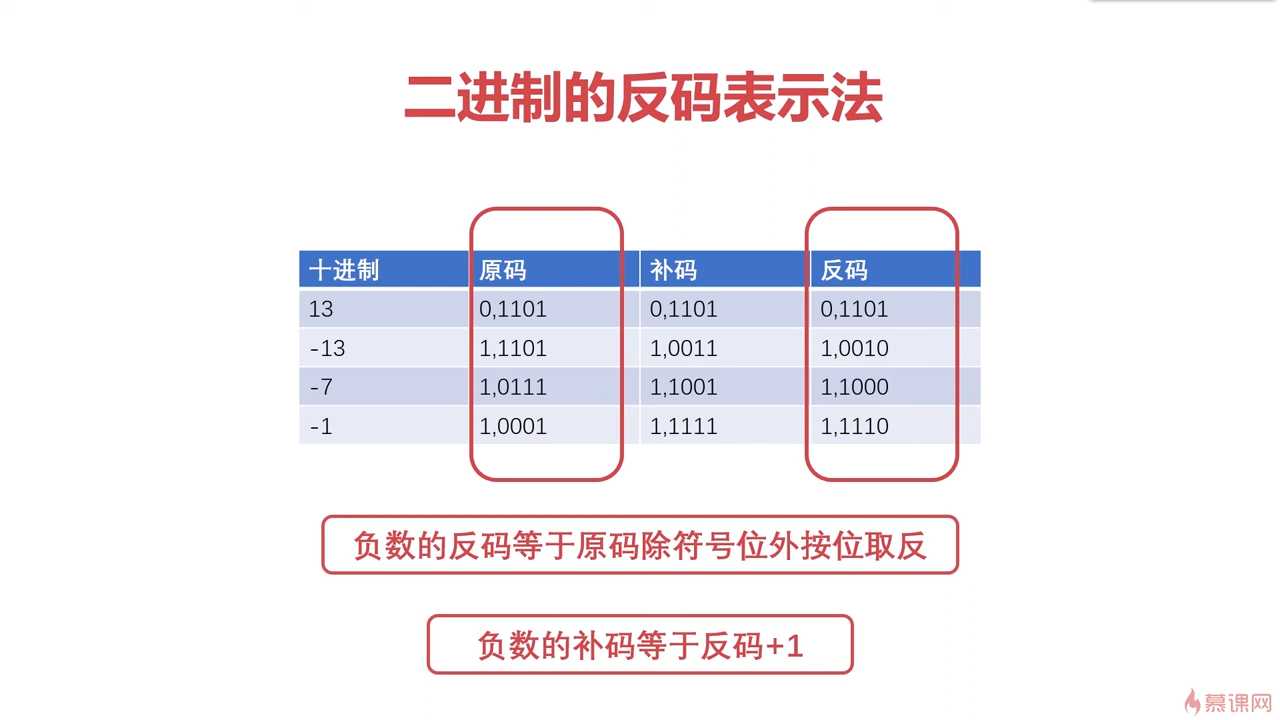 二进制的反码表示法
十进制 原码 补码 反码
13 0,1101 0,1101 0,1101
-13 1,1101 1,0011 1,0010
-7 1,0111 1,1001 1,1000
-1 1,0001 1,1111 1,1110
负数的反码等于原码除符号位外按位取反
负数的补码等于反码+1
慕课网